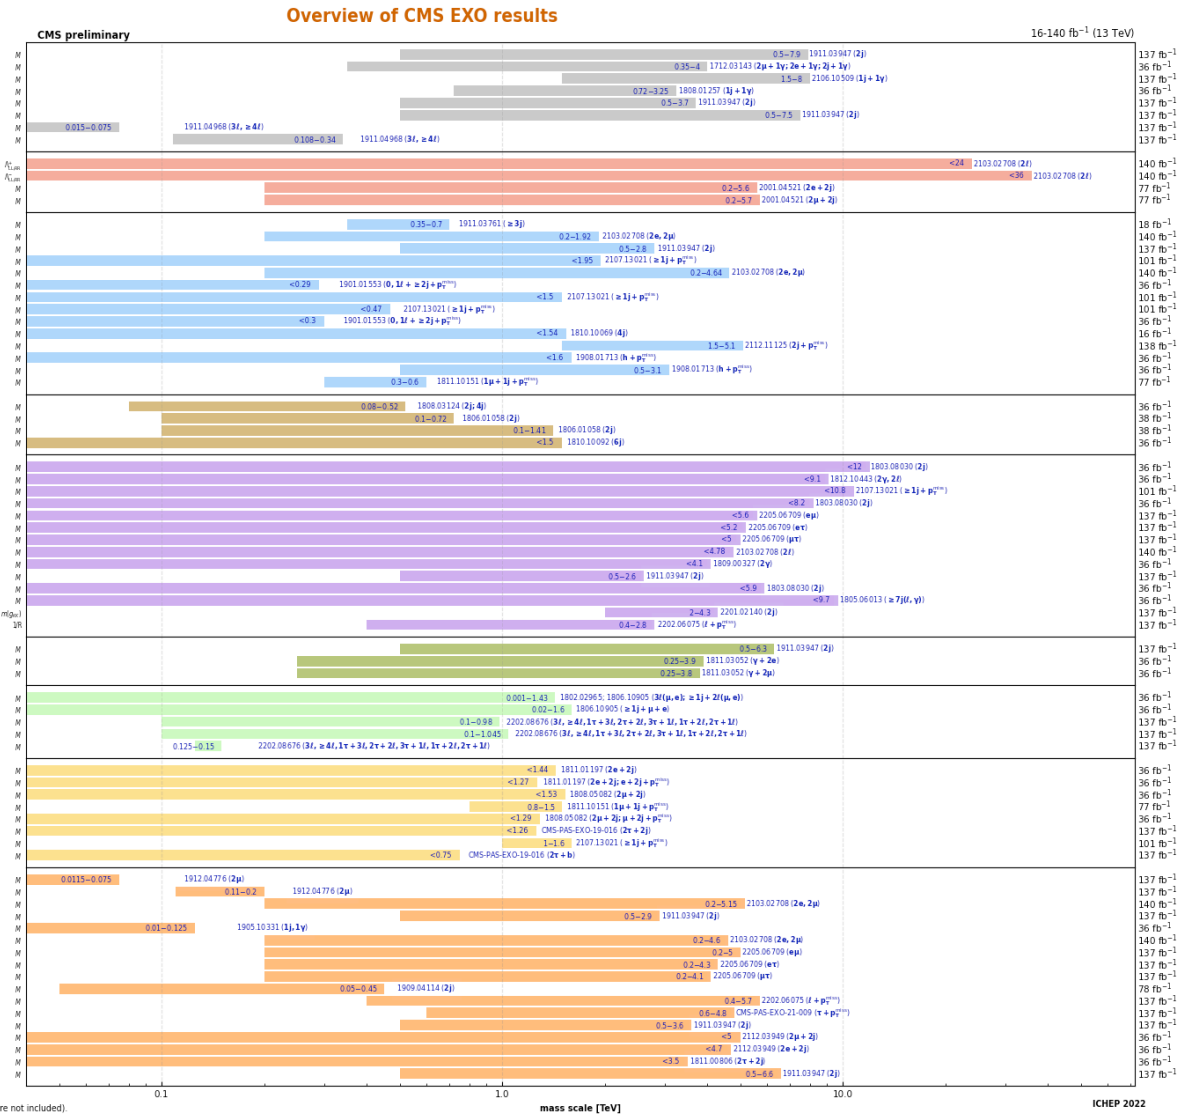 Overview of CMS EXO results
CMS preliminary 16-140 fb⁻¹ (13 TeV)
M 0.5−7.9 1911.03947 (2j) 137 fb⁻¹
M 0.35−4 1712.03143 (2μ+1γ; 2e+1γ; 2j+1γ) 36 fb⁻¹
M 1.5−8 2106.10509 (1j+1γ) 137 fb⁻¹
M 0.72−3.25 1808.01257 (1j+1γ) 36 fb⁻¹
M 0.5−3.7 1911.03947 (2j) 137 fb⁻¹
M 0.5−7.5 1911.03947 (2j) 137 fb⁻¹
M 0.015−0.075 1911.04968 (3ℓ, ≥4ℓ) 137 fb⁻¹
M 0.108−0.34 1911.04968 (3ℓ, ≥4ℓ) 137 fb⁻¹
<24 2103.02708 (2ℓ) 140 fb⁻¹
<36 2103.02708 (2ℓ) 140 fb⁻¹
M 0.2−5.6 2001.04521 (2e+2j) 77 fb⁻¹
M 0.2−5.7 2001.04521 (2μ+2j) 77 fb⁻¹
M 0.35−0.7 1911.03761 (≥3j) 18 fb⁻¹
M 0.2−1.92 2103.02708 (2e, 2μ) 140 fb⁻¹
M 0.5−2.8 1911.03947 (2j) 137 fb⁻¹
M <1.95 2107.13021 (≥1j+pTmiss) 101 fb⁻¹
M 0.2−4.64 2103.02708 (2e, 2μ) 140 fb⁻¹
M <0.29 1901.01553 (0, 1ℓ+≥2j+pTmiss) 36 fb⁻¹
M <1.5 2107.13021 (≥1j+pTmiss) 101 fb⁻¹
M <0.47 2107.13021 (≥1j+pTmiss) 101 fb⁻¹
M <0.3 1901.01553 (0, 1ℓ+≥2j+pTmiss) 36 fb⁻¹
M <1.54 1810.10069 (4j) 16 fb⁻¹
M 1.5−5.1 2112.11125 (2j+pTmiss) 138 fb⁻¹
M <1.6 1908.01713 (h+pTmiss) 36 fb⁻¹
M 0.5−3.1 1908.01713 (h+pTmiss) 36 fb⁻¹
M 0.3−0.6 1811.10151 (1μ+1j+pTmiss) 77 fb⁻¹
M 0.08−0.52 1808.03124 (2j; 4j) 36 fb⁻¹
M 0.1−0.72 1806.01058 (2j) 38 fb⁻¹
M 0.1−1.41 1806.01058 (2j) 38 fb⁻¹
M <1.5 1810.10092 (6j) 36 fb⁻¹
M <12 1803.08030 (2j) 36 fb⁻¹
M <9.1 1812.10443 (2γ, 2ℓ) 36 fb⁻¹
M <10.8 2107.13021 (≥1j+pTmiss) 101 fb⁻¹
M <8.2 1803.08030 (2j) 36 fb⁻¹
M <5.6 2205.06709 (eμ) 137 fb⁻¹
M <5.2 2205.06709 (eτ) 137 fb⁻¹
M <5 2205.06709 (μτ) 137 fb⁻¹
M <4.78 2103.02708 (2ℓ) 140 fb⁻¹
M <4.1 1809.00327 (2γ) 36 fb⁻¹
M 0.5−2.6 1911.03947 (2j) 137 fb⁻¹
M <5.9 1803.08030 (2j) 36 fb⁻¹
M <9.7 1805.06013 (≥7j(ℓ, γ)) 36 fb⁻¹
2−4.3 2201.02140 (2j) 137 fb⁻¹
1/R 0.4−2.8 2202.06075 (ℓ+pTmiss) 137 fb⁻¹
M 0.5−6.3 1911.03947 (2j) 137 fb⁻¹
M 0.25−3.9 1811.03052 (γ+2e) 36 fb⁻¹
M 0.25−3.8 1811.03052 (γ+2μ) 36 fb⁻¹
M 0.001−1.43 1802.02965; 1806.10905 (3ℓ(μ, e); ≥1j+2ℓ(μ, e)) 36 fb⁻¹
M 0.02−1.6 1806.10905 (≥1j+μ+e) 36 fb⁻¹
M 0.1−0.98 2202.08676 (3ℓ, ≥4ℓ, 1τ+3ℓ, 2τ+2ℓ, 3τ+1ℓ, 1τ+2ℓ, 2τ+1ℓ) 137 fb⁻¹
M 0.1−1.045 2202.08676 (3ℓ, ≥4ℓ, 1τ+3ℓ, 2τ+2ℓ, 3τ+1ℓ, 1τ+2ℓ, 2τ+1ℓ) 137 fb⁻¹
M 0.125−0.15 2202.08676 (3ℓ, ≥4ℓ, 1τ+3ℓ, 2τ+2ℓ, 3τ+1ℓ, 1τ+2ℓ, 2τ+1ℓ) 137 fb⁻¹
M <1.44 1811.01197 (2e+2j) 36 fb⁻¹
M <1.27 1811.01197 (2e+2j; e+2j+pTmiss) 36 fb⁻¹
M <1.53 1808.05082 (2μ+2j) 36 fb⁻¹
M 0.8−1.5 1811.10151 (1μ+1j+pTmiss) 77 fb⁻¹
M <1.29 1808.05082 (2μ+2j; μ+2j+pTmiss) 36 fb⁻¹
M <1.26 CMS-PAS-EXO-19-016 (2τ+2j) 137 fb⁻¹
M 1−1.6 2107.13021 (≥1j+pTmiss) 101 fb⁻¹
M <0.75 CMS-PAS-EXO-19-016 (2τ+b) 137 fb⁻¹
M 0.0115−0.075 1912.04776 (2μ) 137 fb⁻¹
M 0.11−0.2 1912.04776 (2μ) 137 fb⁻¹
M 0.2−5.15 2103.02708 (2e, 2μ) 140 fb⁻¹
M 0.5−2.9 1911.03947 (2j) 137 fb⁻¹
M 0.01−0.125 1905.10331 (1j, 1γ) 36 fb⁻¹
M 0.2−4.6 2103.02708 (2e, 2μ) 140 fb⁻¹
M 0.2−5 2205.06709 (eμ) 137 fb⁻¹
M 0.2−4.3 2205.06709 (eτ) 137 fb⁻¹
M 0.2−4.1 2205.06709 (μτ) 137 fb⁻¹
M 0.05−0.45 1909.04114 (2j) 78 fb⁻¹
M 0.4−5.7 2202.06075 (ℓ+pTmiss) 137 fb⁻¹
M 0.6−4.8 CMS-PAS-EXO-21-009 (τ+pTmiss) 137 fb⁻¹
M 0.5−3.6 1911.03947 (2j) 137 fb⁻¹
M <5 2112.03949 (2μ+2j) 36 fb⁻¹
M <4.7 2112.03949 (2e+2j) 36 fb⁻¹
M <3.5 1811.00806 (2τ+2j) 36 fb⁻¹
M 0.5−6.6 1911.03947 (2j) 137 fb⁻¹
0.1 1.0 10.0
re not included). mass scale [TeV] ICHEP 2022